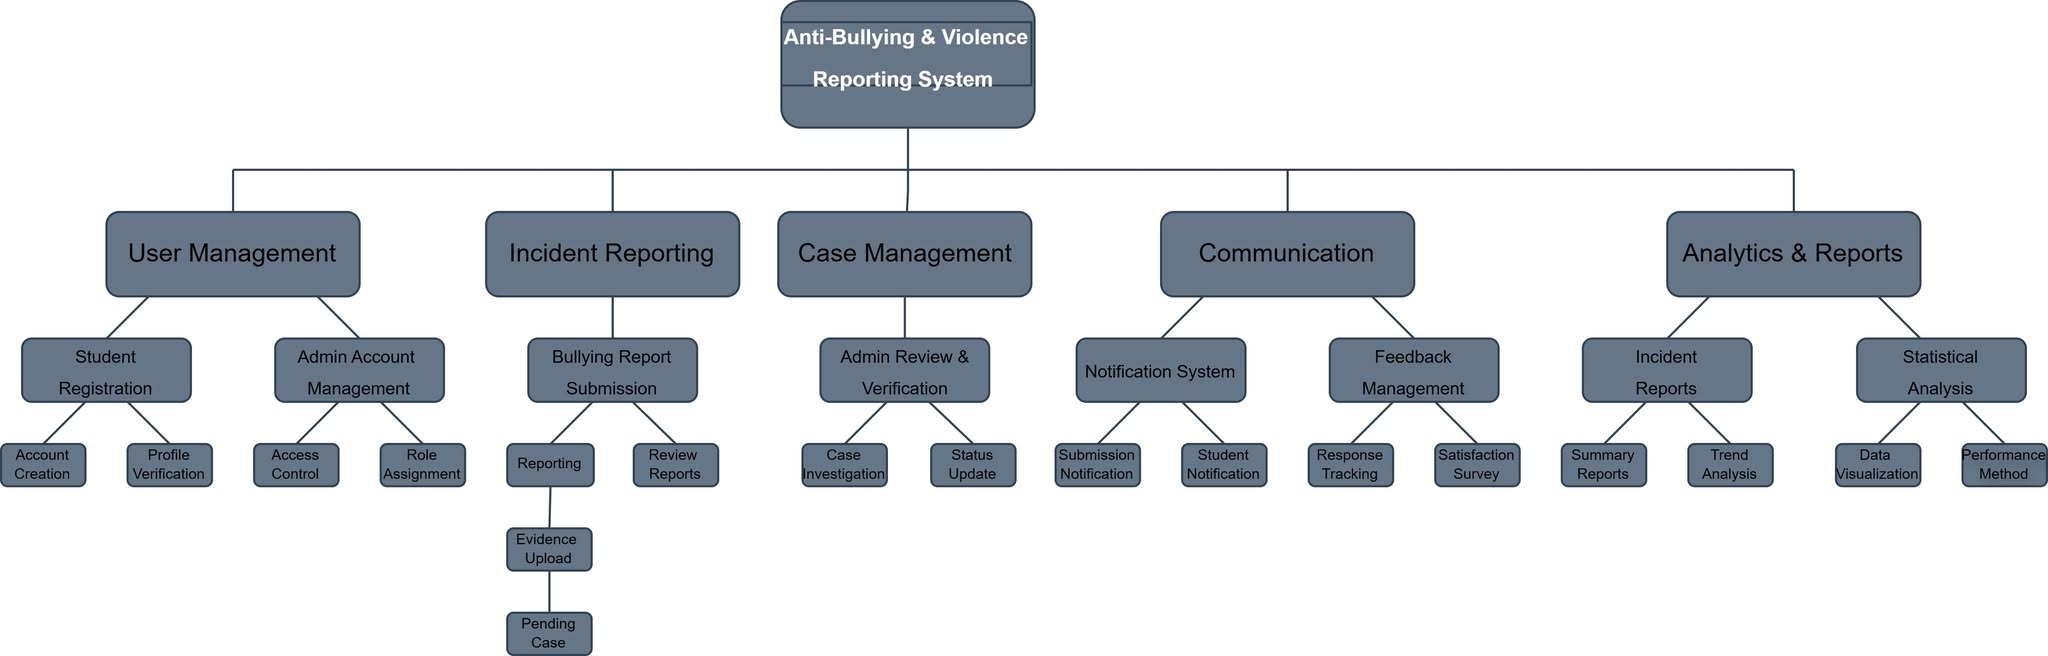 Anti-Bullying & Violence
Reporting System
User Management
Incident Reporting
Case Management
Communication
Analytics & Reports
Student
Registration
Admin Account
Management
Bullying Report
Submission
Admin Review &
Verification
Notification System
Feedback
Management
Incident
Reports
Statistical
Analysis
Account
Creation
Profile
Verification
Access
Control
Role
Assignment
Reporting
Review
Reports
Case
Investigation
Status
Update
Submission
Notification
Student
Notification
Response
Tracking
Satisfaction
Survey
Summary
Reports
Trend
Analysis
Data
Visualization
Performance
Method
Evidence
Upload
Pending
Case